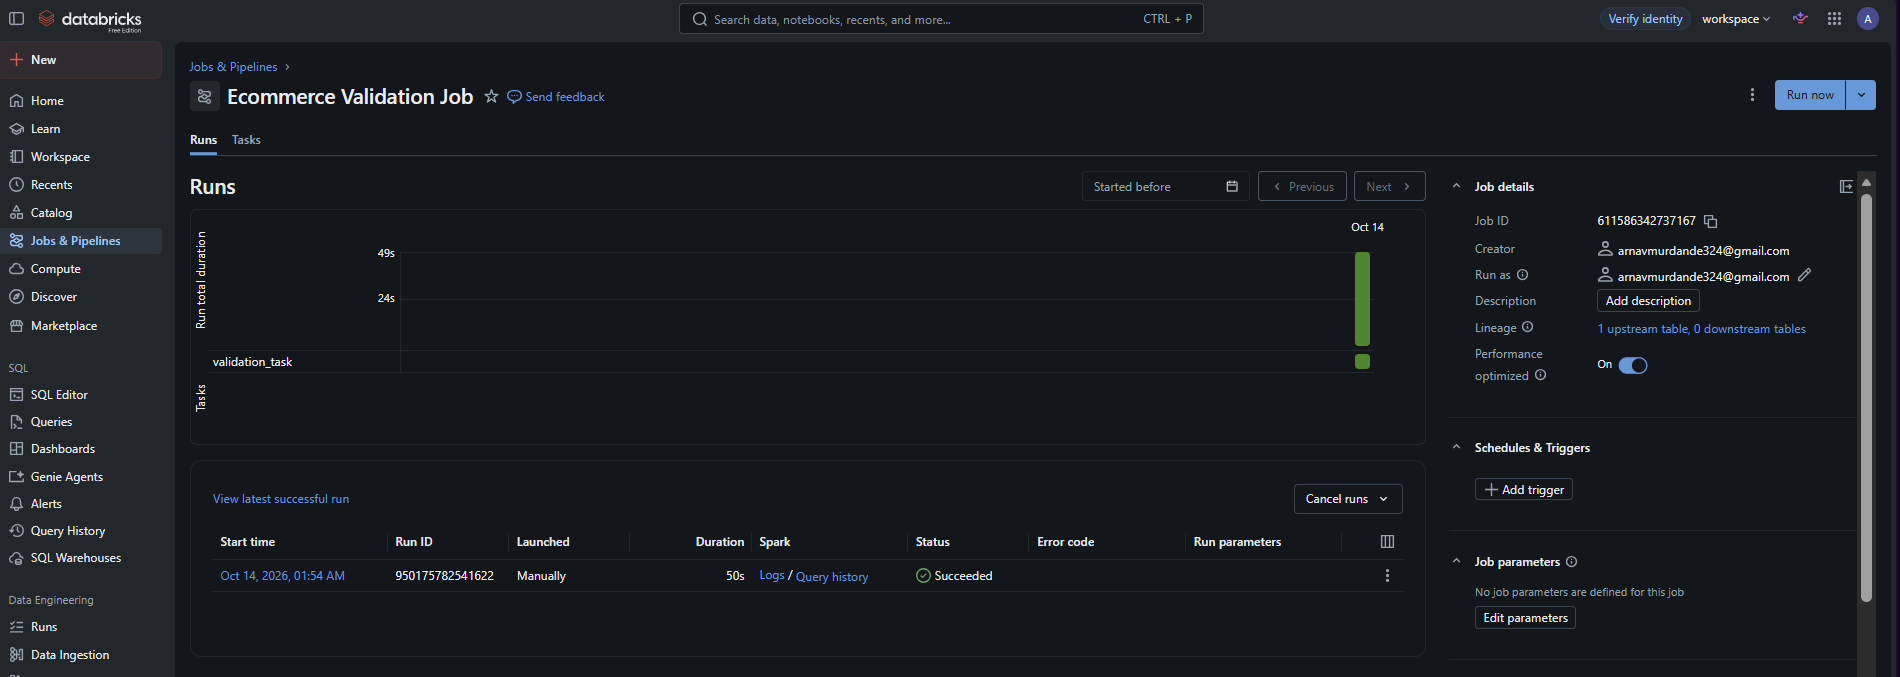 databricks
Free Edition
Search data, notebooks, recents, and more...
CTRL + P
Verify identity
workspace
A
New
Home
Learn
Workspace
Recents
Catalog
Jobs & Pipelines
Compute
Discover
Marketplace
SQL
SQL Editor
Queries
Dashboards
Genie Agents
Alerts
Query History
SQL Warehouses
Data Engineering
Runs
Data Ingestion
Jobs & Pipelines
Ecommerce Validation Job
Send feedback
Run now
Runs
Tasks
Runs
Started before
Previous
Next
Oct 14
Run total duration
49s
24s
validation_task
Tasks
View latest successful run
Cancel runs
Start time Run ID Launched Duration Spark Status Error code Run parameters
Oct 14, 2026, 01:54 AM 950175782541622 Manually 50s Logs / Query history Succeeded
Job details
Job ID 611586342737167
Creator arnavmurdande324@gmail.com
Run as arnavmurdande324@gmail.com
Description Add description
Lineage 1 upstream table, 0 downstream tables
Performance
optimized
On
Schedules & Triggers
Add trigger
Job parameters
No job parameters are defined for this job
Edit parameters